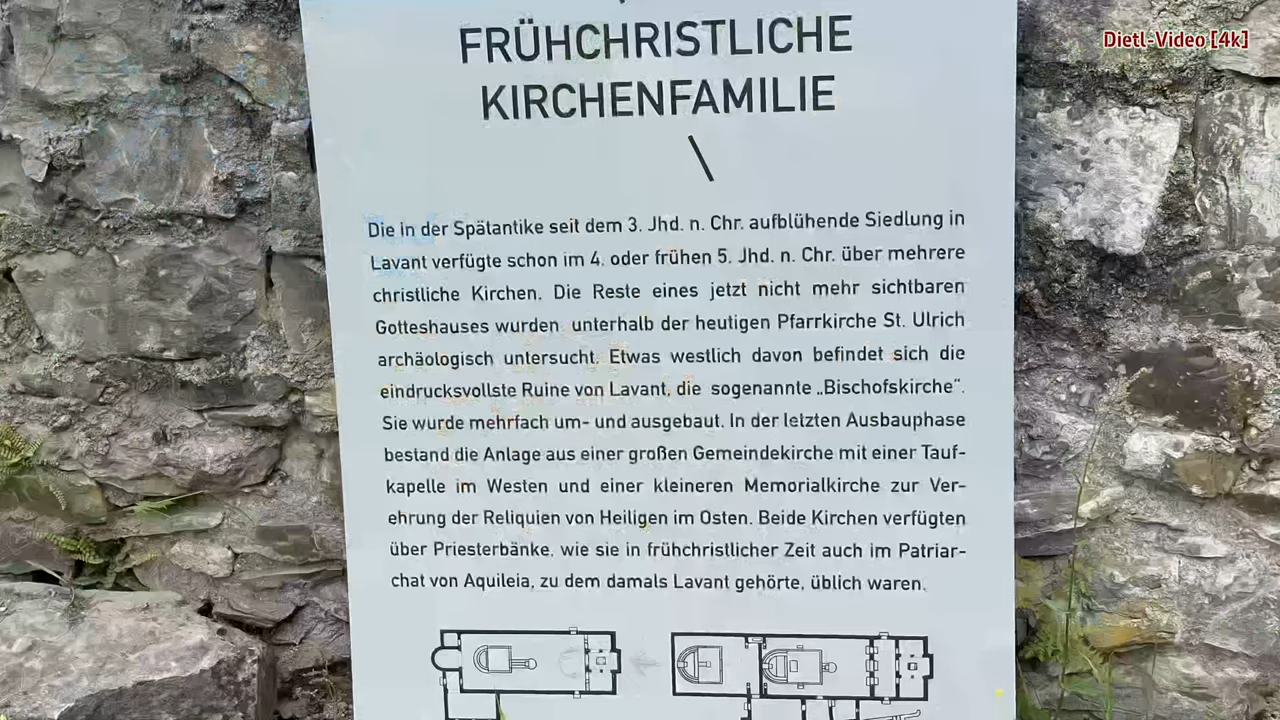 Dietl-Video [4k]
FRÜHCHRISTLICHE
KIRCHENFAMILIE
\
Die in der Spätantike seit dem 3. Jhd. n. Chr. aufblühende Siedlung in
Lavant verfügte schon im 4. oder frühen 5. Jhd. n. Chr. über mehrere
christliche Kirchen. Die Reste eines jetzt nicht mehr sichtbaren
Gotteshauses wurden unterhalb der heutigen Pfarrkirche St. Ulrich
archäologisch untersucht. Etwas westlich davon befindet sich die
eindrucksvollste Ruine von Lavant, die sogenannte „Bischofskirche“.
Sie wurde mehrfach um- und ausgebaut. In der letzten Ausbauphase
bestand die Anlage aus einer großen Gemeindekirche mit einer Tauf-
kapelle im Westen und einer kleineren Memorialkirche zur Ver-
ehrung der Reliquien von Heiligen im Osten. Beide Kirchen verfügten
über Priesterbänke, wie sie in frühchristlicher Zeit auch im Patriar-
chat von Aquileia, zu dem damals Lavant gehörte, üblich waren.